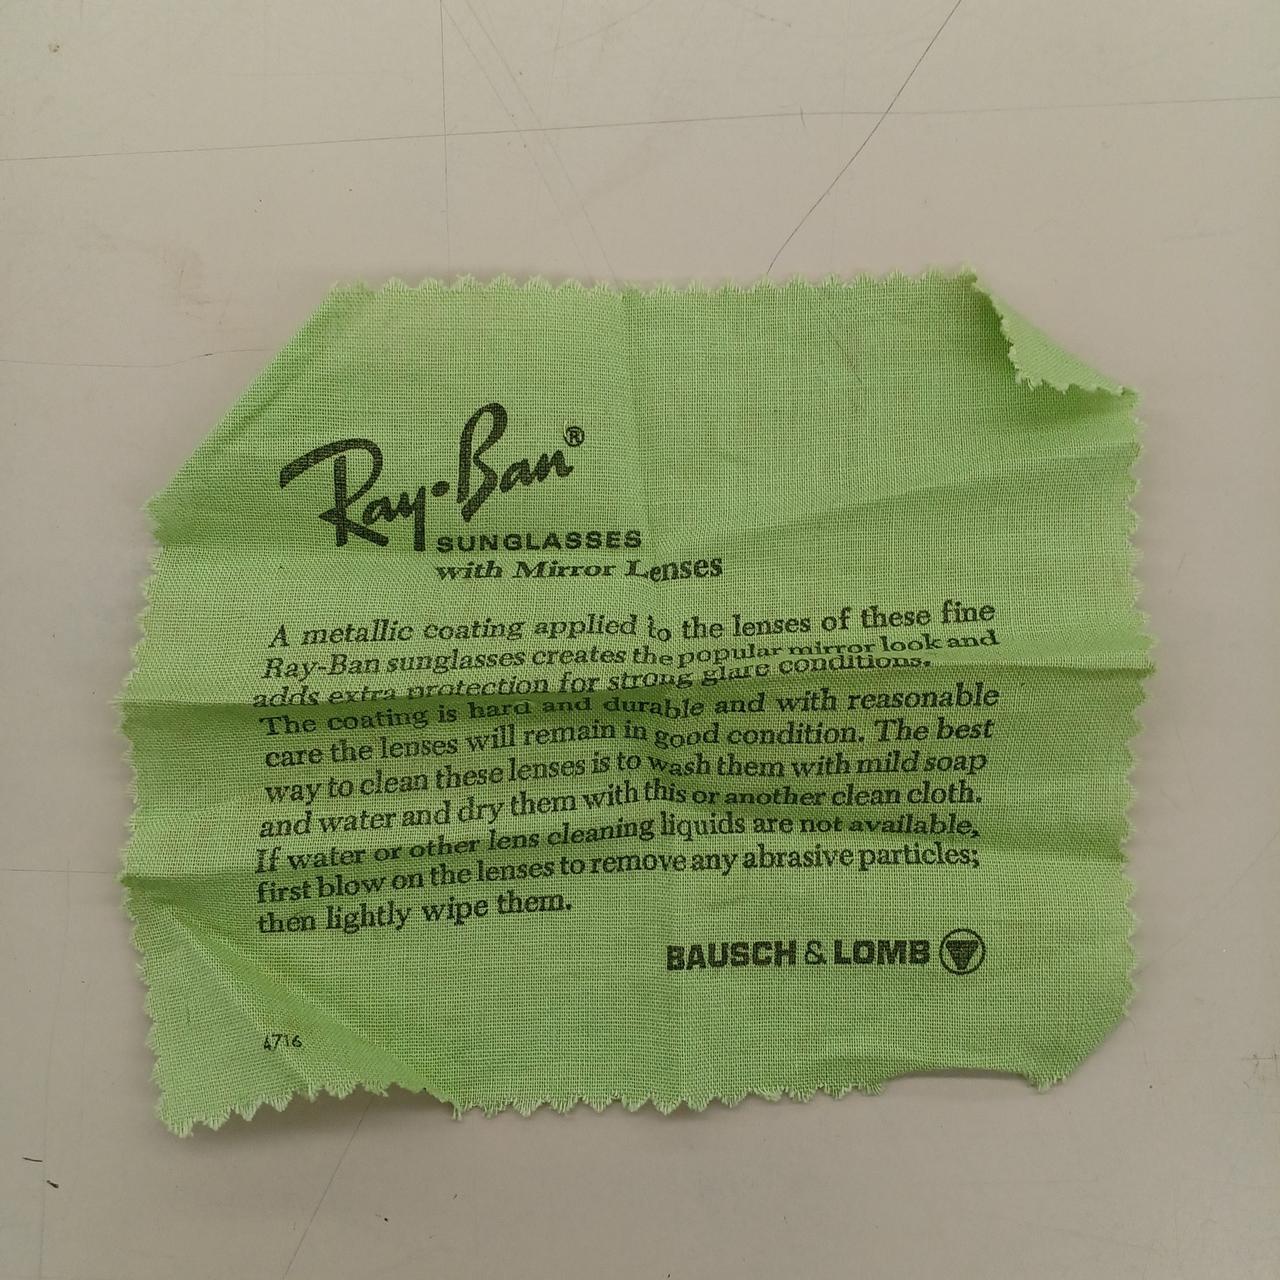 Ray-Ban®
SUNGLASSES
with Mirror Lenses
A metallic coating applied to the lenses of these fine
Ray-Ban sunglasses creates the popular mirror look and
adds extra protection for strong glare conditions.
The coating is hard and durable and with reasonable
care the lenses will remain in good condition. The best
way to clean these lenses is to wash them with mild soap
and water and dry them with this or another clean cloth.
If water or other lens cleaning liquids are not available,
first blow on the lenses to remove any abrasive particles;
then lightly wipe them.
BAUSCH & LOMB
4716